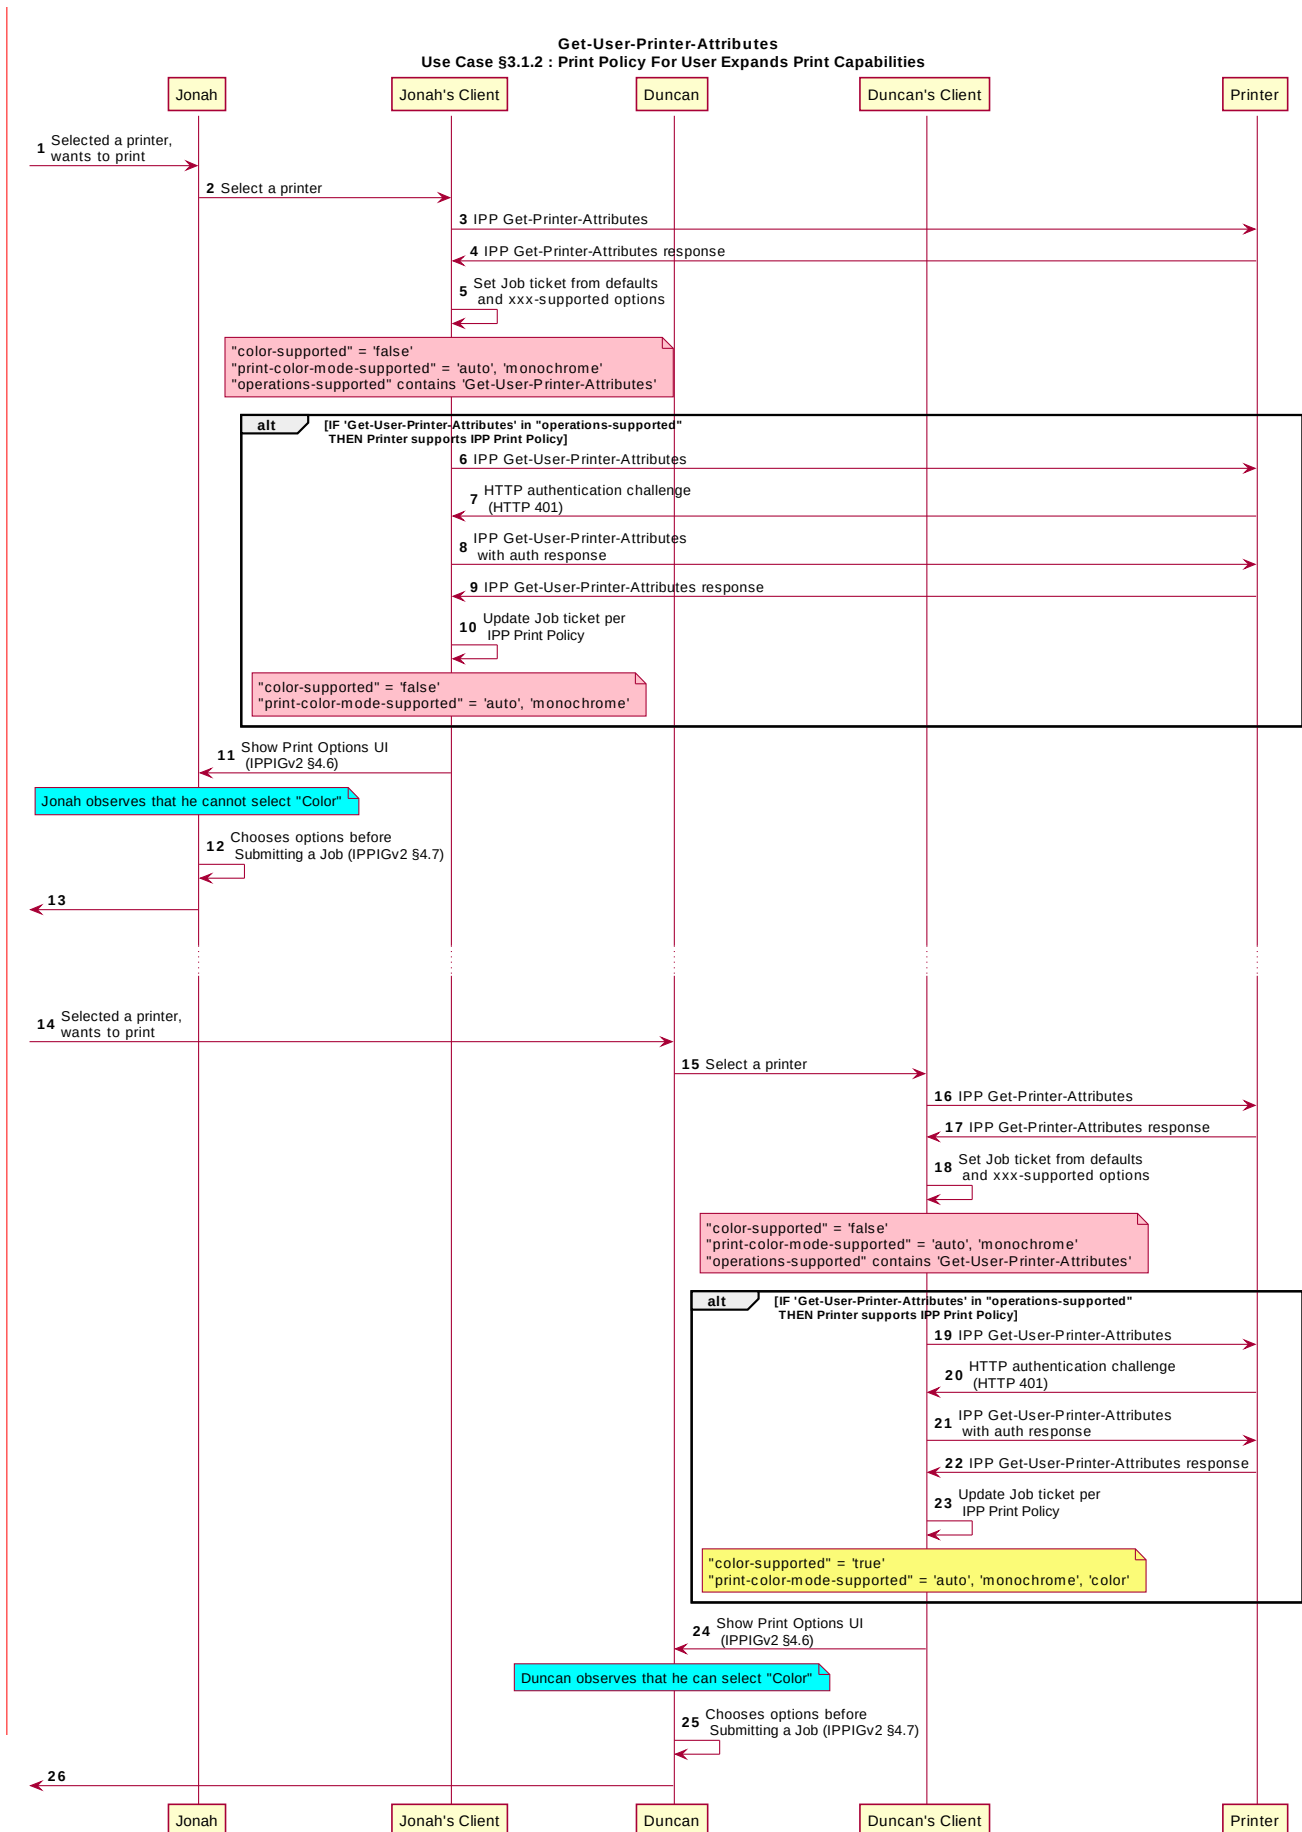 Get-User-Printer-Attributes
Use Case §3.1.2 : Print Policy For User Expands Print Capabilities
Jonah
Jonah's Client
Duncan
Duncan's Client
Printer
1 Selected a printer,
wants to print
2 Select a printer
3 IPP Get-Printer-Attributes
4 IPP Get-Printer-Attributes response
5 Set Job ticket from defaults
and xxx-supported options
"color-supported" = 'false'
"print-color-mode-supported" = 'auto', 'monochrome'
"operations-supported" contains 'Get-User-Printer-Attributes'
alt [IF 'Get-User-Printer-Attributes' in "operations-supported"
THEN Printer supports IPP Print Policy]
6 IPP Get-User-Printer-Attributes
7 HTTP authentication challenge
(HTTP 401)
8 IPP Get-User-Printer-Attributes
with auth response
9 IPP Get-User-Printer-Attributes response
10 Update Job ticket per
IPP Print Policy
"color-supported" = 'false'
"print-color-mode-supported" = 'auto', 'monochrome'
11 Show Print Options UI
(IPPIGv2 §4.6)
Jonah observes that he cannot select "Color"
12 Chooses options before
Submitting a Job (IPPIGv2 §4.7)
13
14 Selected a printer,
wants to print
15 Select a printer
16 IPP Get-Printer-Attributes
17 IPP Get-Printer-Attributes response
18 Set Job ticket from defaults
and xxx-supported options
"color-supported" = 'false'
"print-color-mode-supported" = 'auto', 'monochrome'
"operations-supported" contains 'Get-User-Printer-Attributes'
alt [IF 'Get-User-Printer-Attributes' in "operations-supported"
THEN Printer supports IPP Print Policy]
19 IPP Get-User-Printer-Attributes
20 HTTP authentication challenge
(HTTP 401)
21 IPP Get-User-Printer-Attributes
with auth response
22 IPP Get-User-Printer-Attributes response
23 Update Job ticket per
IPP Print Policy
"color-supported" = 'true'
"print-color-mode-supported" = 'auto', 'monochrome', 'color'
24 Show Print Options UI
(IPPIGv2 §4.6)
Duncan observes that he can select "Color"
25 Chooses options before
Submitting a Job (IPPIGv2 §4.7)
26
Jonah
Jonah's Client
Duncan
Duncan's Client
Printer